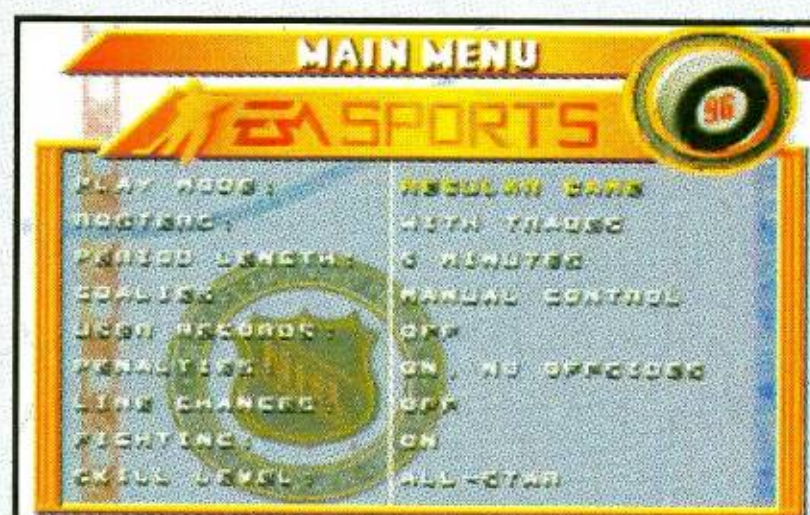 MAIN MENU
EA SPORTS
96
PLAY MODE: REGULAR GAME
ROSTERS: WITH TRADES
PERIOD LENGTH: 5 MINUTES
GOALIES: MANUAL CONTROL
USER RECORDS: OFF
PENALTIES: ON, NO OFFSIDES
LINE CHANGES: OFF
FIGHTING: ON
SKILL LEVEL: ALL-STAR